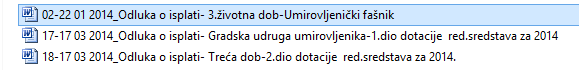 02-22 01 2014_Odluka o isplati- 3.životna dob-Umirovljenički fašnik
17-17 03 2014_Odluka o isplati- Gradska udruga umirovljenika-1.dio dotacije red.sredstava za 2014
18-17 03 2014_Odluka o isplati- Treća dob-2.dio dotacije red.sredstava za 2014.